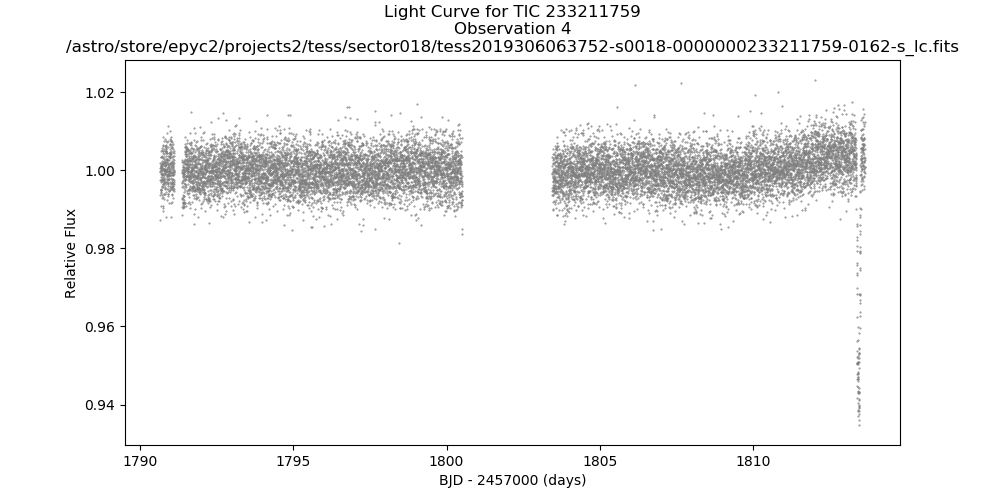 Light Curve for TIC 233211759
Observation 4
/astro/store/epyc2/projects2/tess/sector018/tess2019306063752-s0018-0000000233211759-0162-s_lc.fits
1.02
1.00
0.98
0.96
0.94
Relative Flux
1790 1795 1800 1805 1810
BJD - 2457000 (days)